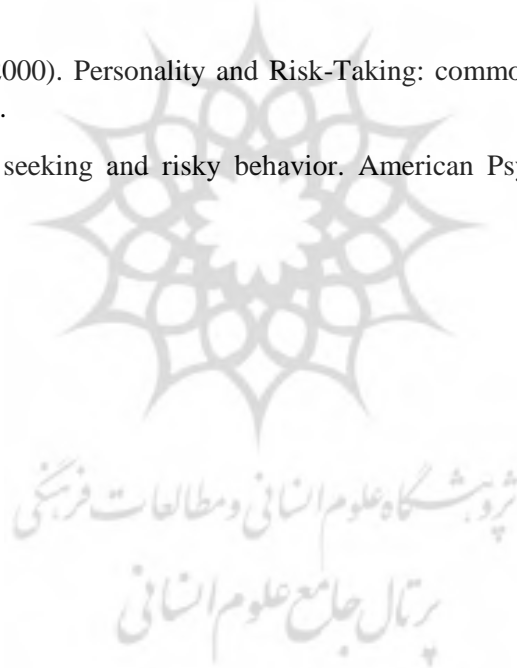 2000). Personality and Risk-Taking: commo
.
seeking and risky behavior. American Psy
پژوهشگاه علوم انسانی و مطالعات فرهنگی
پرتال جامع علوم انسانی